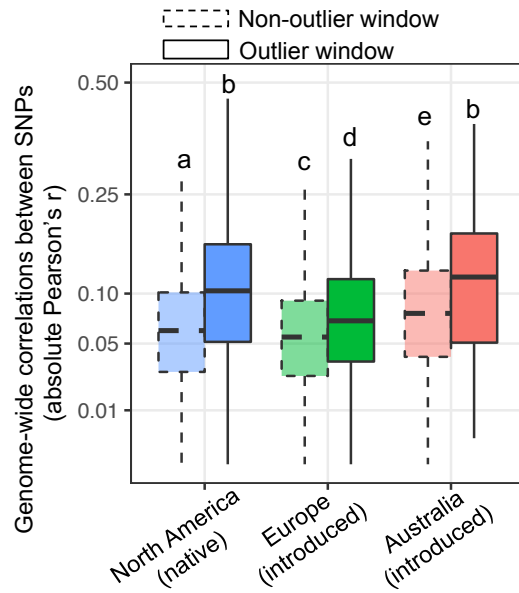 Non-outlier window
Outlier window
Genome-wide correlations between SNPs
(absolute Pearson's r)
0.50
0.25
0.10
0.05
0.01
a
b
c
d
e
b
North America
(native)
Europe
(introduced)
Australia
(introduced)